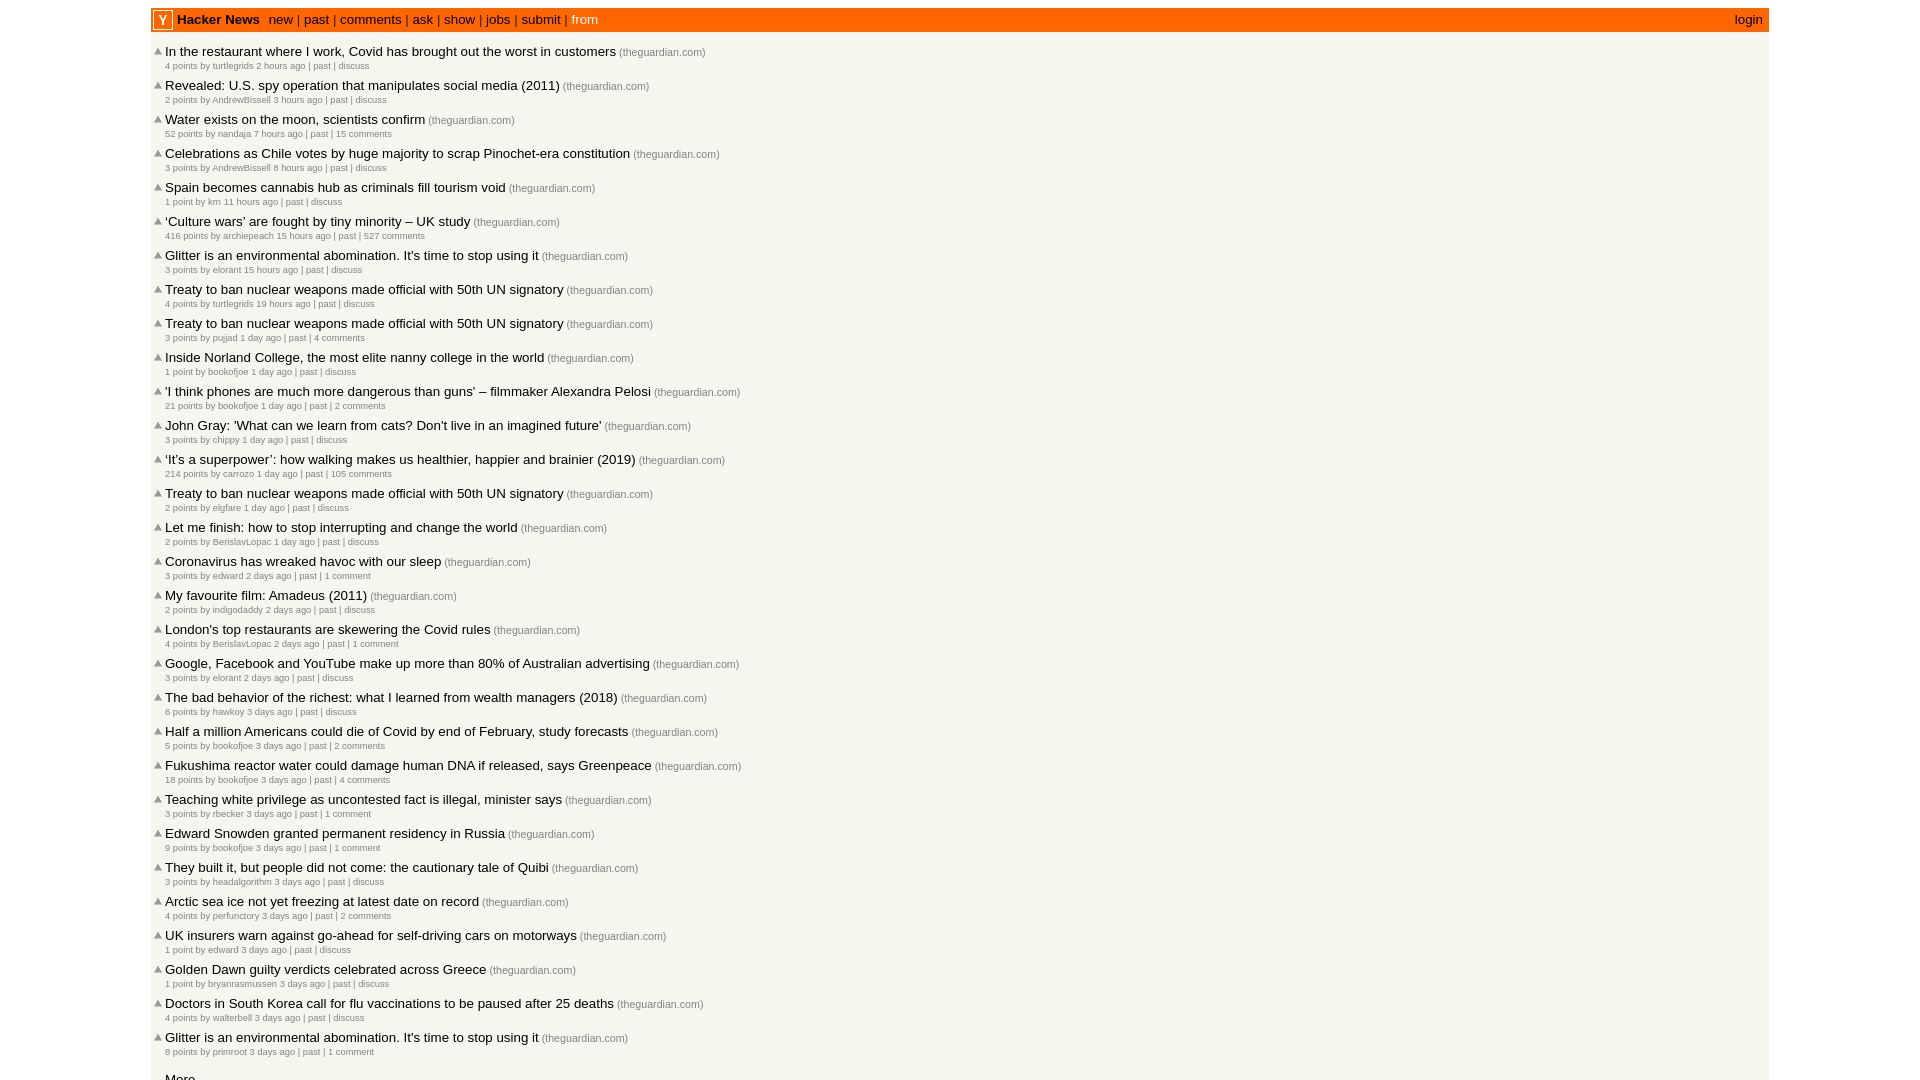 Y Hacker News new | past | comments | ask | show | jobs | submit | from login
In the restaurant where I work, Covid has brought out the worst in customers (theguardian.com)
4 points by turtlegrids 2 hours ago | past | discuss
Revealed: U.S. spy operation that manipulates social media (2011) (theguardian.com)
2 points by AndrewBissell 3 hours ago | past | discuss
Water exists on the moon, scientists confirm (theguardian.com)
52 points by nandaja 7 hours ago | past | 15 comments
Celebrations as Chile votes by huge majority to scrap Pinochet-era constitution (theguardian.com)
3 points by AndrewBissell 8 hours ago | past | discuss
Spain becomes cannabis hub as criminals fill tourism void (theguardian.com)
1 point by krn 11 hours ago | past | discuss
‘Culture wars’ are fought by tiny minority – UK study (theguardian.com)
416 points by archiepeach 15 hours ago | past | 527 comments
Glitter is an environmental abomination. It's time to stop using it (theguardian.com)
3 points by elorant 15 hours ago | past | discuss
Treaty to ban nuclear weapons made official with 50th UN signatory (theguardian.com)
4 points by turtlegrids 19 hours ago | past | discuss
Treaty to ban nuclear weapons made official with 50th UN signatory (theguardian.com)
3 points by pujjad 1 day ago | past | 4 comments
Inside Norland College, the most elite nanny college in the world (theguardian.com)
1 point by bookofjoe 1 day ago | past | discuss
'I think phones are much more dangerous than guns' – filmmaker Alexandra Pelosi (theguardian.com)
21 points by bookofjoe 1 day ago | past | 2 comments
John Gray: 'What can we learn from cats? Don't live in an imagined future' (theguardian.com)
3 points by chippy 1 day ago | past | discuss
‘It’s a superpower’: how walking makes us healthier, happier and brainier (2019) (theguardian.com)
214 points by carrozo 1 day ago | past | 105 comments
Treaty to ban nuclear weapons made official with 50th UN signatory (theguardian.com)
2 points by elgfare 1 day ago | past | discuss
Let me finish: how to stop interrupting and change the world (theguardian.com)
2 points by BerislavLopac 1 day ago | past | discuss
Coronavirus has wreaked havoc with our sleep (theguardian.com)
3 points by edward 2 days ago | past | 1 comment
My favourite film: Amadeus (2011) (theguardian.com)
2 points by indigodaddy 2 days ago | past | discuss
London's top restaurants are skewering the Covid rules (theguardian.com)
4 points by BerislavLopac 2 days ago | past | 1 comment
Google, Facebook and YouTube make up more than 80% of Australian advertising (theguardian.com)
3 points by elorant 2 days ago | past | discuss
The bad behavior of the richest: what I learned from wealth managers (2018) (theguardian.com)
6 points by hawkoy 3 days ago | past | discuss
Half a million Americans could die of Covid by end of February, study forecasts (theguardian.com)
5 points by bookofjoe 3 days ago | past | 2 comments
Fukushima reactor water could damage human DNA if released, says Greenpeace (theguardian.com)
18 points by bookofjoe 3 days ago | past | 4 comments
Teaching white privilege as uncontested fact is illegal, minister says (theguardian.com)
3 points by rbecker 3 days ago | past | 1 comment
Edward Snowden granted permanent residency in Russia (theguardian.com)
9 points by bookofjoe 3 days ago | past | 1 comment
They built it, but people did not come: the cautionary tale of Quibi (theguardian.com)
3 points by headalgorithm 3 days ago | past | discuss
Arctic sea ice not yet freezing at latest date on record (theguardian.com)
4 points by perfunctory 3 days ago | past | 2 comments
UK insurers warn against go-ahead for self-driving cars on motorways (theguardian.com)
1 point by edward 3 days ago | past | discuss
Golden Dawn guilty verdicts celebrated across Greece (theguardian.com)
1 point by bryanrasmussen 3 days ago | past | discuss
Doctors in South Korea call for flu vaccinations to be paused after 25 deaths (theguardian.com)
4 points by walterbell 3 days ago | past | discuss
Glitter is an environmental abomination. It's time to stop using it (theguardian.com)
8 points by primroot 3 days ago | past | 1 comment
More